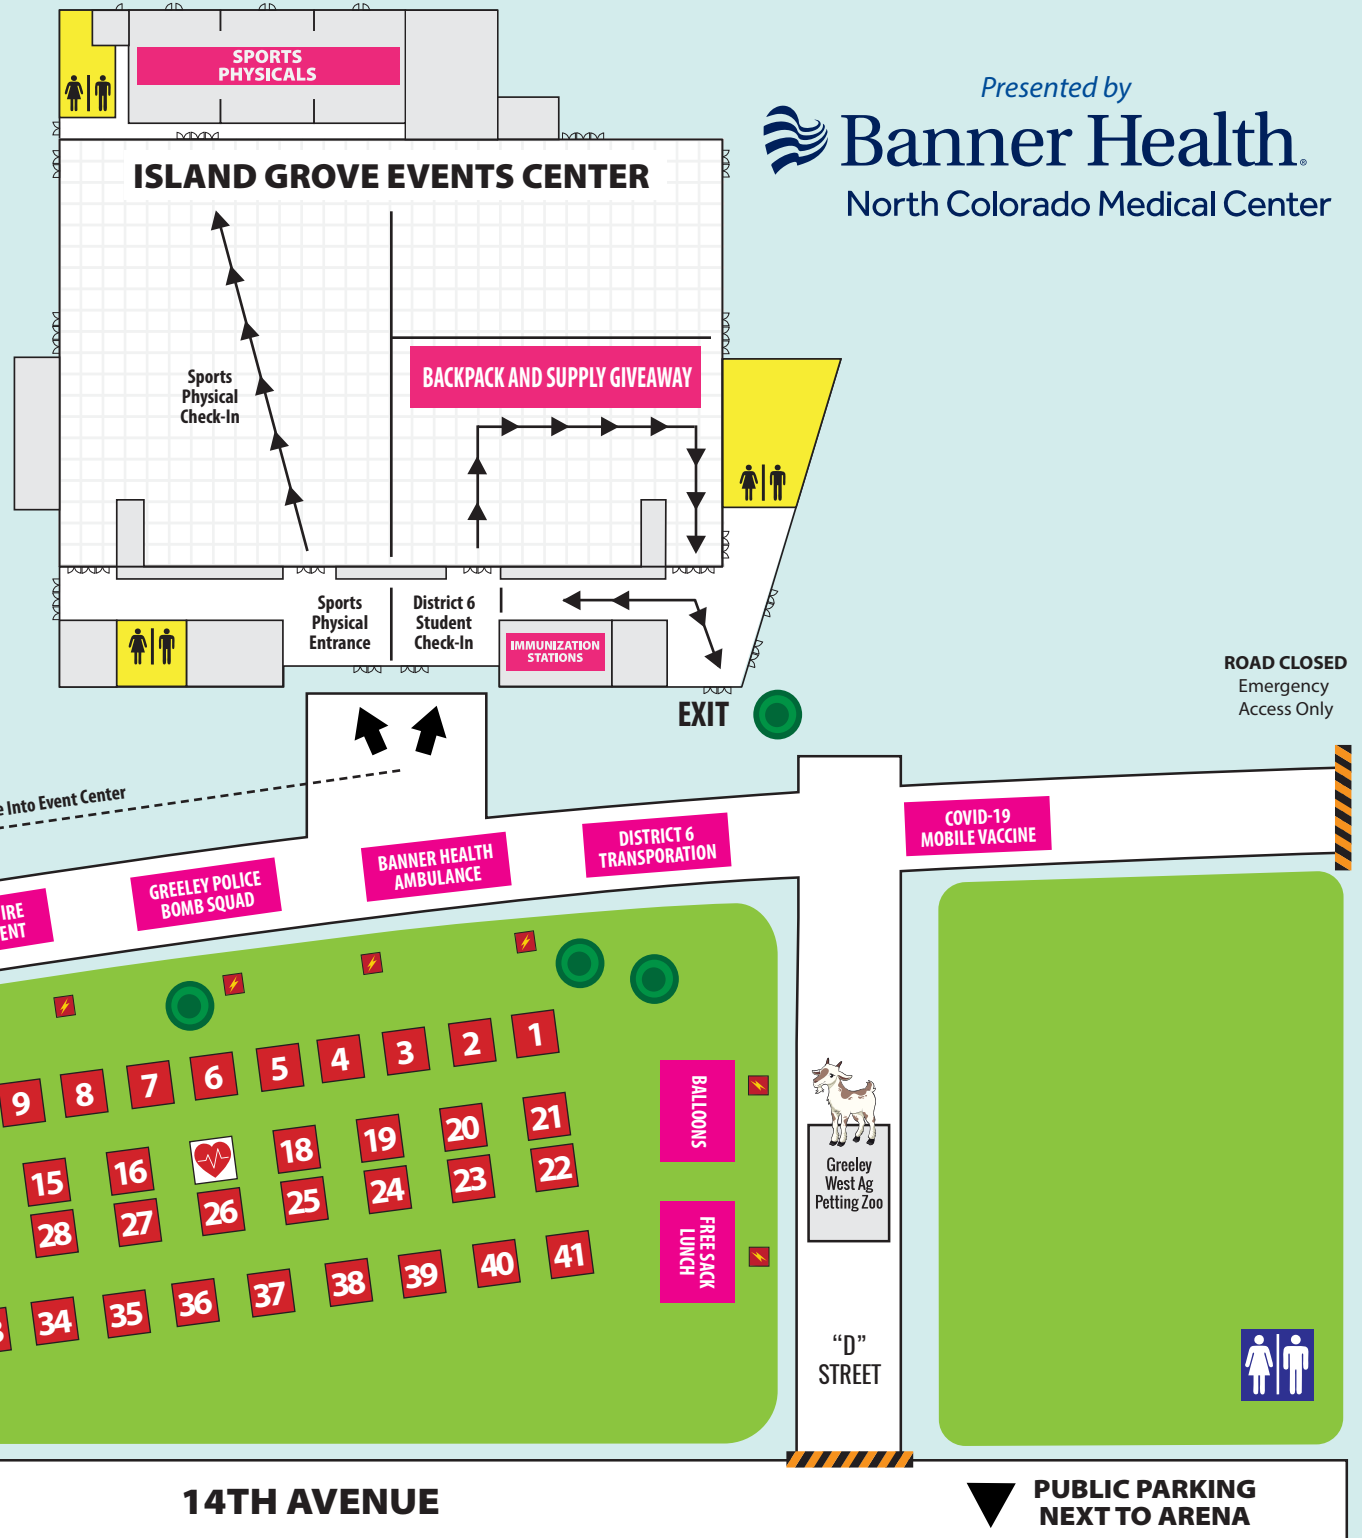 SPORTS
PHYSICALS
Presented by
Banner Health®
North Colorado Medical Center
ISLAND GROVE EVENTS CENTER
Sports
Physical
Check-In
BACKPACK AND SUPPLY GIVEAWAY
Sports
Physical
Entrance
District 6
Student
Check-In
IMMUNIZATION
STATIONS
EXIT
ROAD CLOSED
Emergency
Access Only
e Into Event Center
COVID-19
MOBILE VACCINE
DISTRICT 6
TRANSPORATION
BANNER HEALTH
AMBULANCE
GREELEY POLICE
BOMB SQUAD
IRE
ENT
9
8
7
6
5
4
3
2
1
15
16
18
19
20
21
28
27
26
25
24
23
22
34
35
36
37
38
39
40
41
BALLOONS
FREE SACK
LUNCH
Greeley
West Ag
Petting Zoo
“D”
STREET
14TH AVENUE
PUBLIC PARKING
NEXT TO ARENA